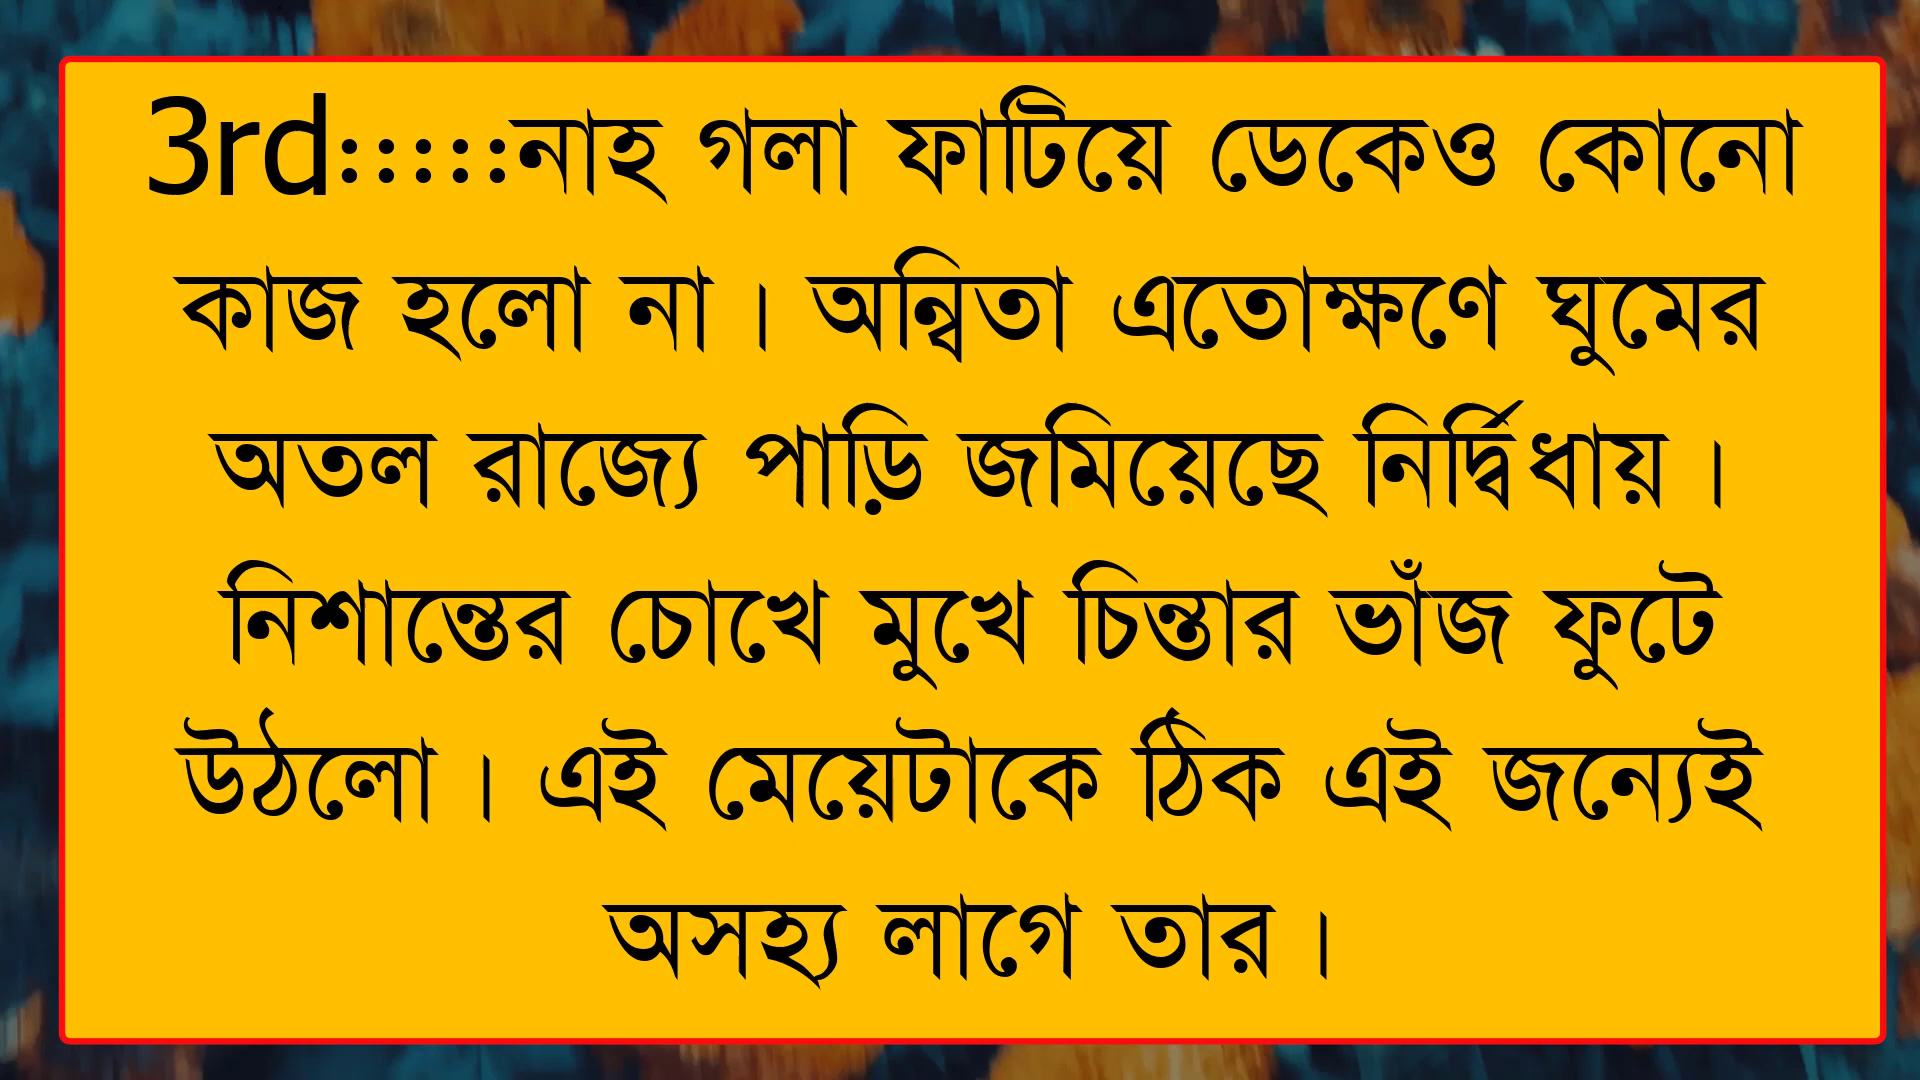 3rd:::::নাহ গলা ফাটিয়ে ডেকেও কোনো
কাজ হলো না । অন্বিতা এতোক্ষণে ঘুমের
অতল রাজ্যে পাড়ি জমিয়েছে নির্দ্বিধায় ।
নিশান্তের চোখে মুখে চিন্তার ভাঁজ ফুটে
উঠলো । এই মেয়েটাকে ঠিক এই জন্যেই
অসহ্য লাগে তার ।